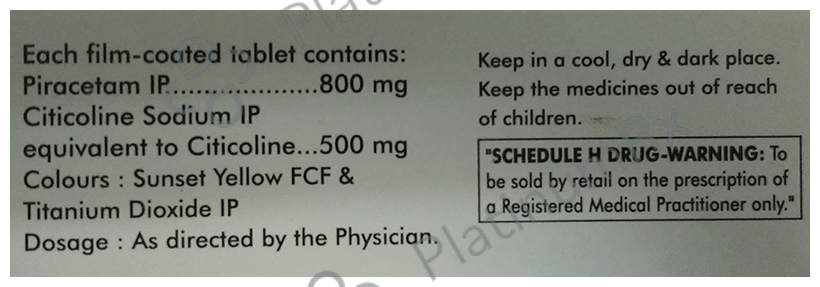 Each film-coated tablet contains:
Piracetam IP....................800 mg
Citicoline Sodium IP
equivalent to Citicoline...500 mg
Colours : Sunset Yellow FCF &
Titanium Dioxide IP
Dosage : As directed by the Physician.
Keep in a cool, dry & dark place.
Keep the medicines out of reach
of children.
"SCHEDULE H DRUG-WARNING: To
be sold by retail on the prescription of
a Registered Medical Practitioner only."